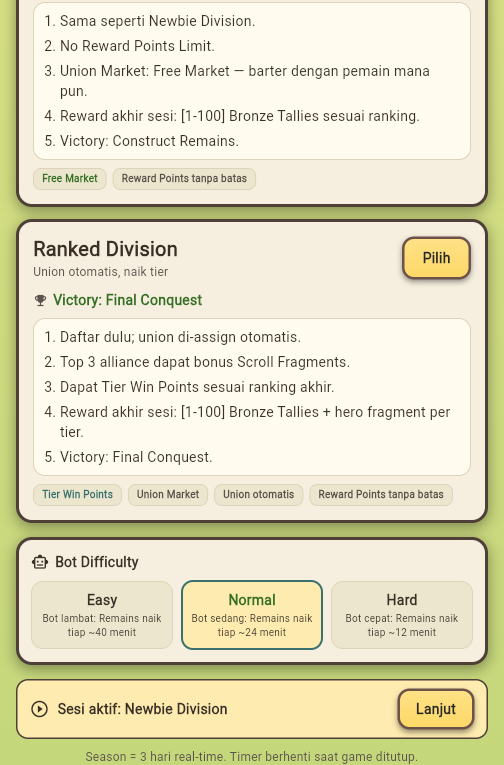 1. Sama seperti Newbie Division.
2. No Reward Points Limit.
3. Union Market: Free Market — barter dengan pemain mana
pun.
4. Reward akhir sesi: [1-100] Bronze Tallies sesuai ranking.
5. Victory: Construct Remains.
Free Market
Reward Points tanpa batas
Ranked Division
Union otomatis, naik tier
Pilih
Victory: Final Conquest
1. Daftar dulu; union di-assign otomatis.
2. Top 3 alliance dapat bonus Scroll Fragments.
3. Dapat Tier Win Points sesuai ranking akhir.
4. Reward akhir sesi: [1-100] Bronze Tallies + hero fragment per
tier.
5. Victory: Final Conquest.
Tier Win Points
Union Market
Union otomatis
Reward Points tanpa batas
Bot Difficulty
Easy
Bot lambat: Remains naik
tiap ~40 menit
Normal
Bot sedang: Remains naik
tiap ~24 menit
Hard
Bot cepat: Remains naik
tiap ~12 menit
Sesi aktif: Newbie Division
Lanjut
Season = 3 hari real-time. Timer berhenti saat game ditutup.